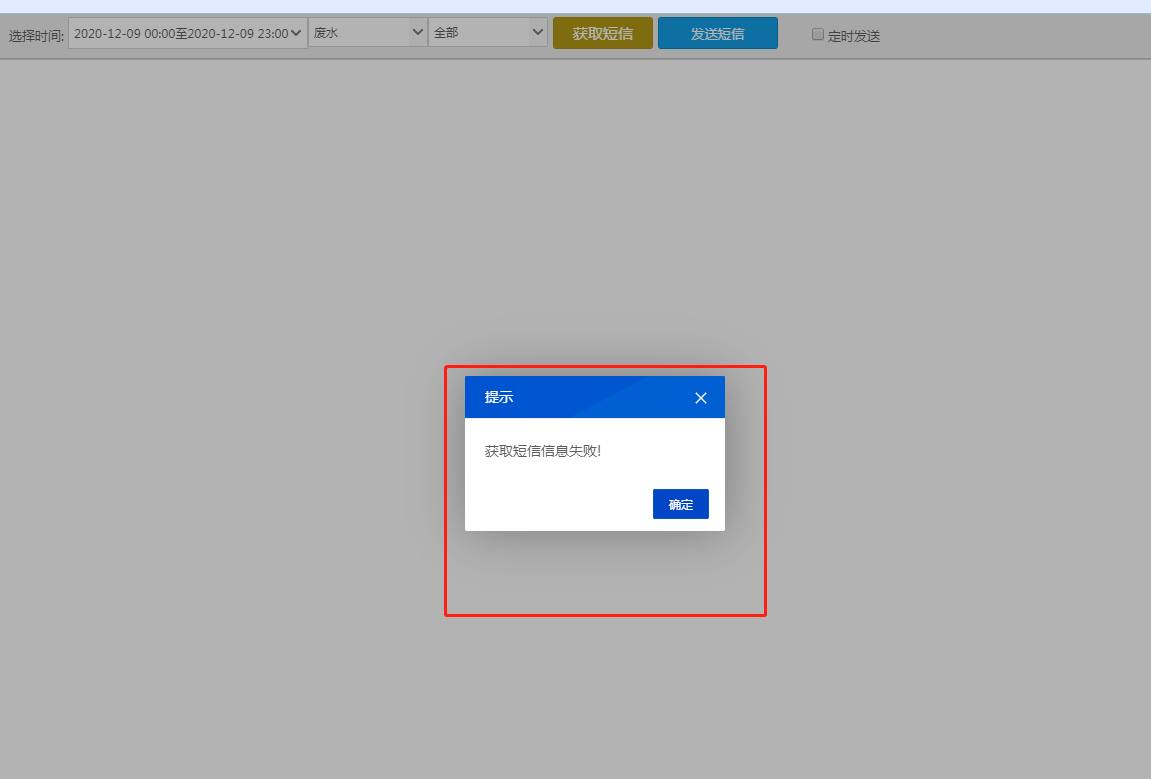 选择时间: 2020-12-09 00:00至2020-12-09 23:00 废水 全部 获取短信 发送短信 定时发送
提示
获取短信信息失败!
确定